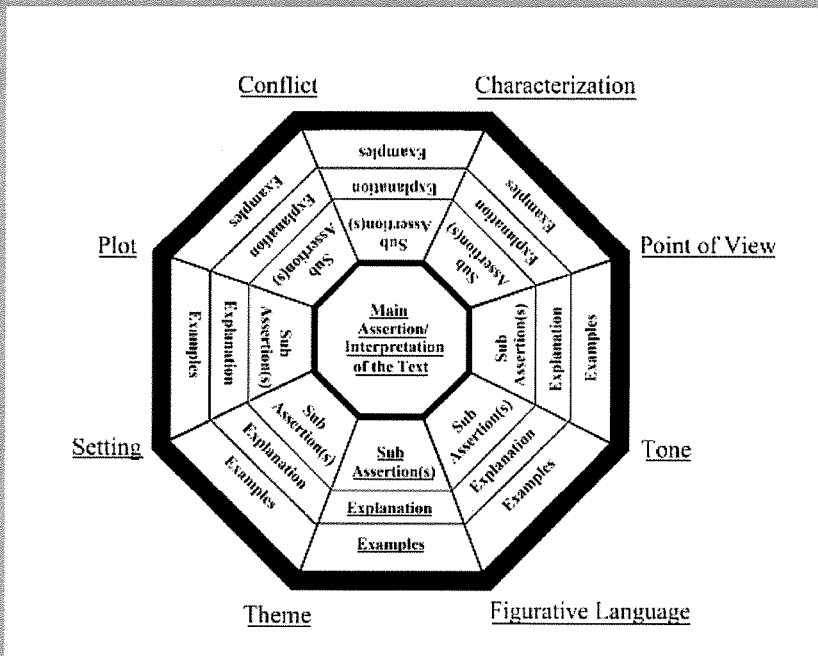 Conflict
Characterization
Examples
Explanation
Sub
Assertion(s)
Examples
Explanation
Sub
Assertion(s)
Examples
Explanation
Sub
Assertion(s)
Plot
Point of View
Examples
Explanation
Sub
Assertion(s)
Main
Assertion/
Interpretation
of the Text
Sub
Assertion(s)
Explanation
Examples
Setting
Tone
Sub
Assertion(s)
Explanation
Examples
Sub
Assertion(s)
Explanation
Examples
Sub
Assertion(s)
Explanation
Examples
Theme
Figurative Language